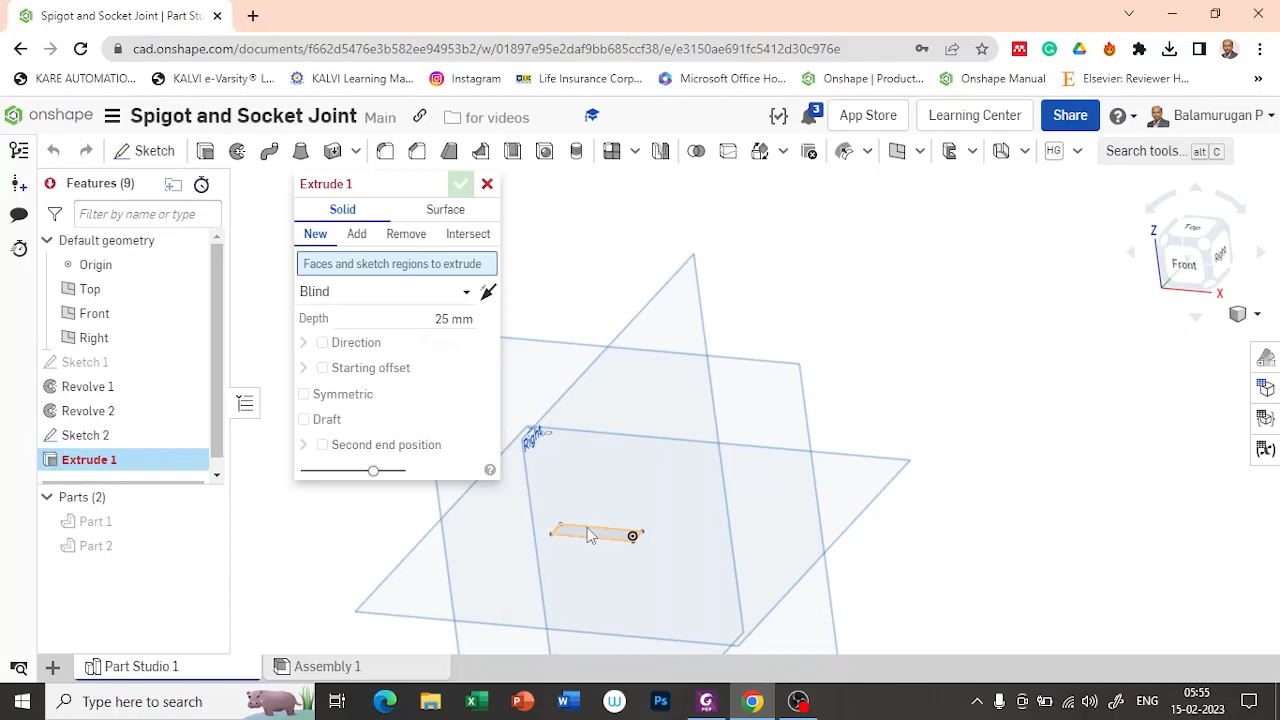 Spigot and Socket Joint | Part Stu
cad.onshape.com/documents/f662d5476e3b582ee94953b2/w/01897e95e2daf9bb685ccf38/e/e3150ae691fc5412d30c976e
KARE AUTOMATIO...
KALVI e-Varsity® L...
KALVI Learning Ma...
Instagram
Life Insurance Corp...
Microsoft Office Ho...
Onshape | Product...
Onshape Manual
Elsevier: Reviewer H...
»
onshape
Spigot and Socket Joint
Main
for videos
3
App Store
Learning Center
Share
Balamurugan P
Sketch
HG
Search tools...
alt
C
Features (9)
Filter by name or type
Default geometry
Origin
Top
Front
Right
Sketch 1
Revolve 1
Revolve 2
Sketch 2
Extrude 1
Parts (2)
Part 1
Part 2
Extrude 1
Solid
Surface
New
Add
Remove
Intersect
Faces and sketch regions to extrude
Blind
Depth
25 mm
Direction
Starting offset
Symmetric
Draft
Second end position
Right
Z
Top
Front
Right
X
Part Studio 1
Assembly 1
Type here to search
ENG
05:55
15-02-2023